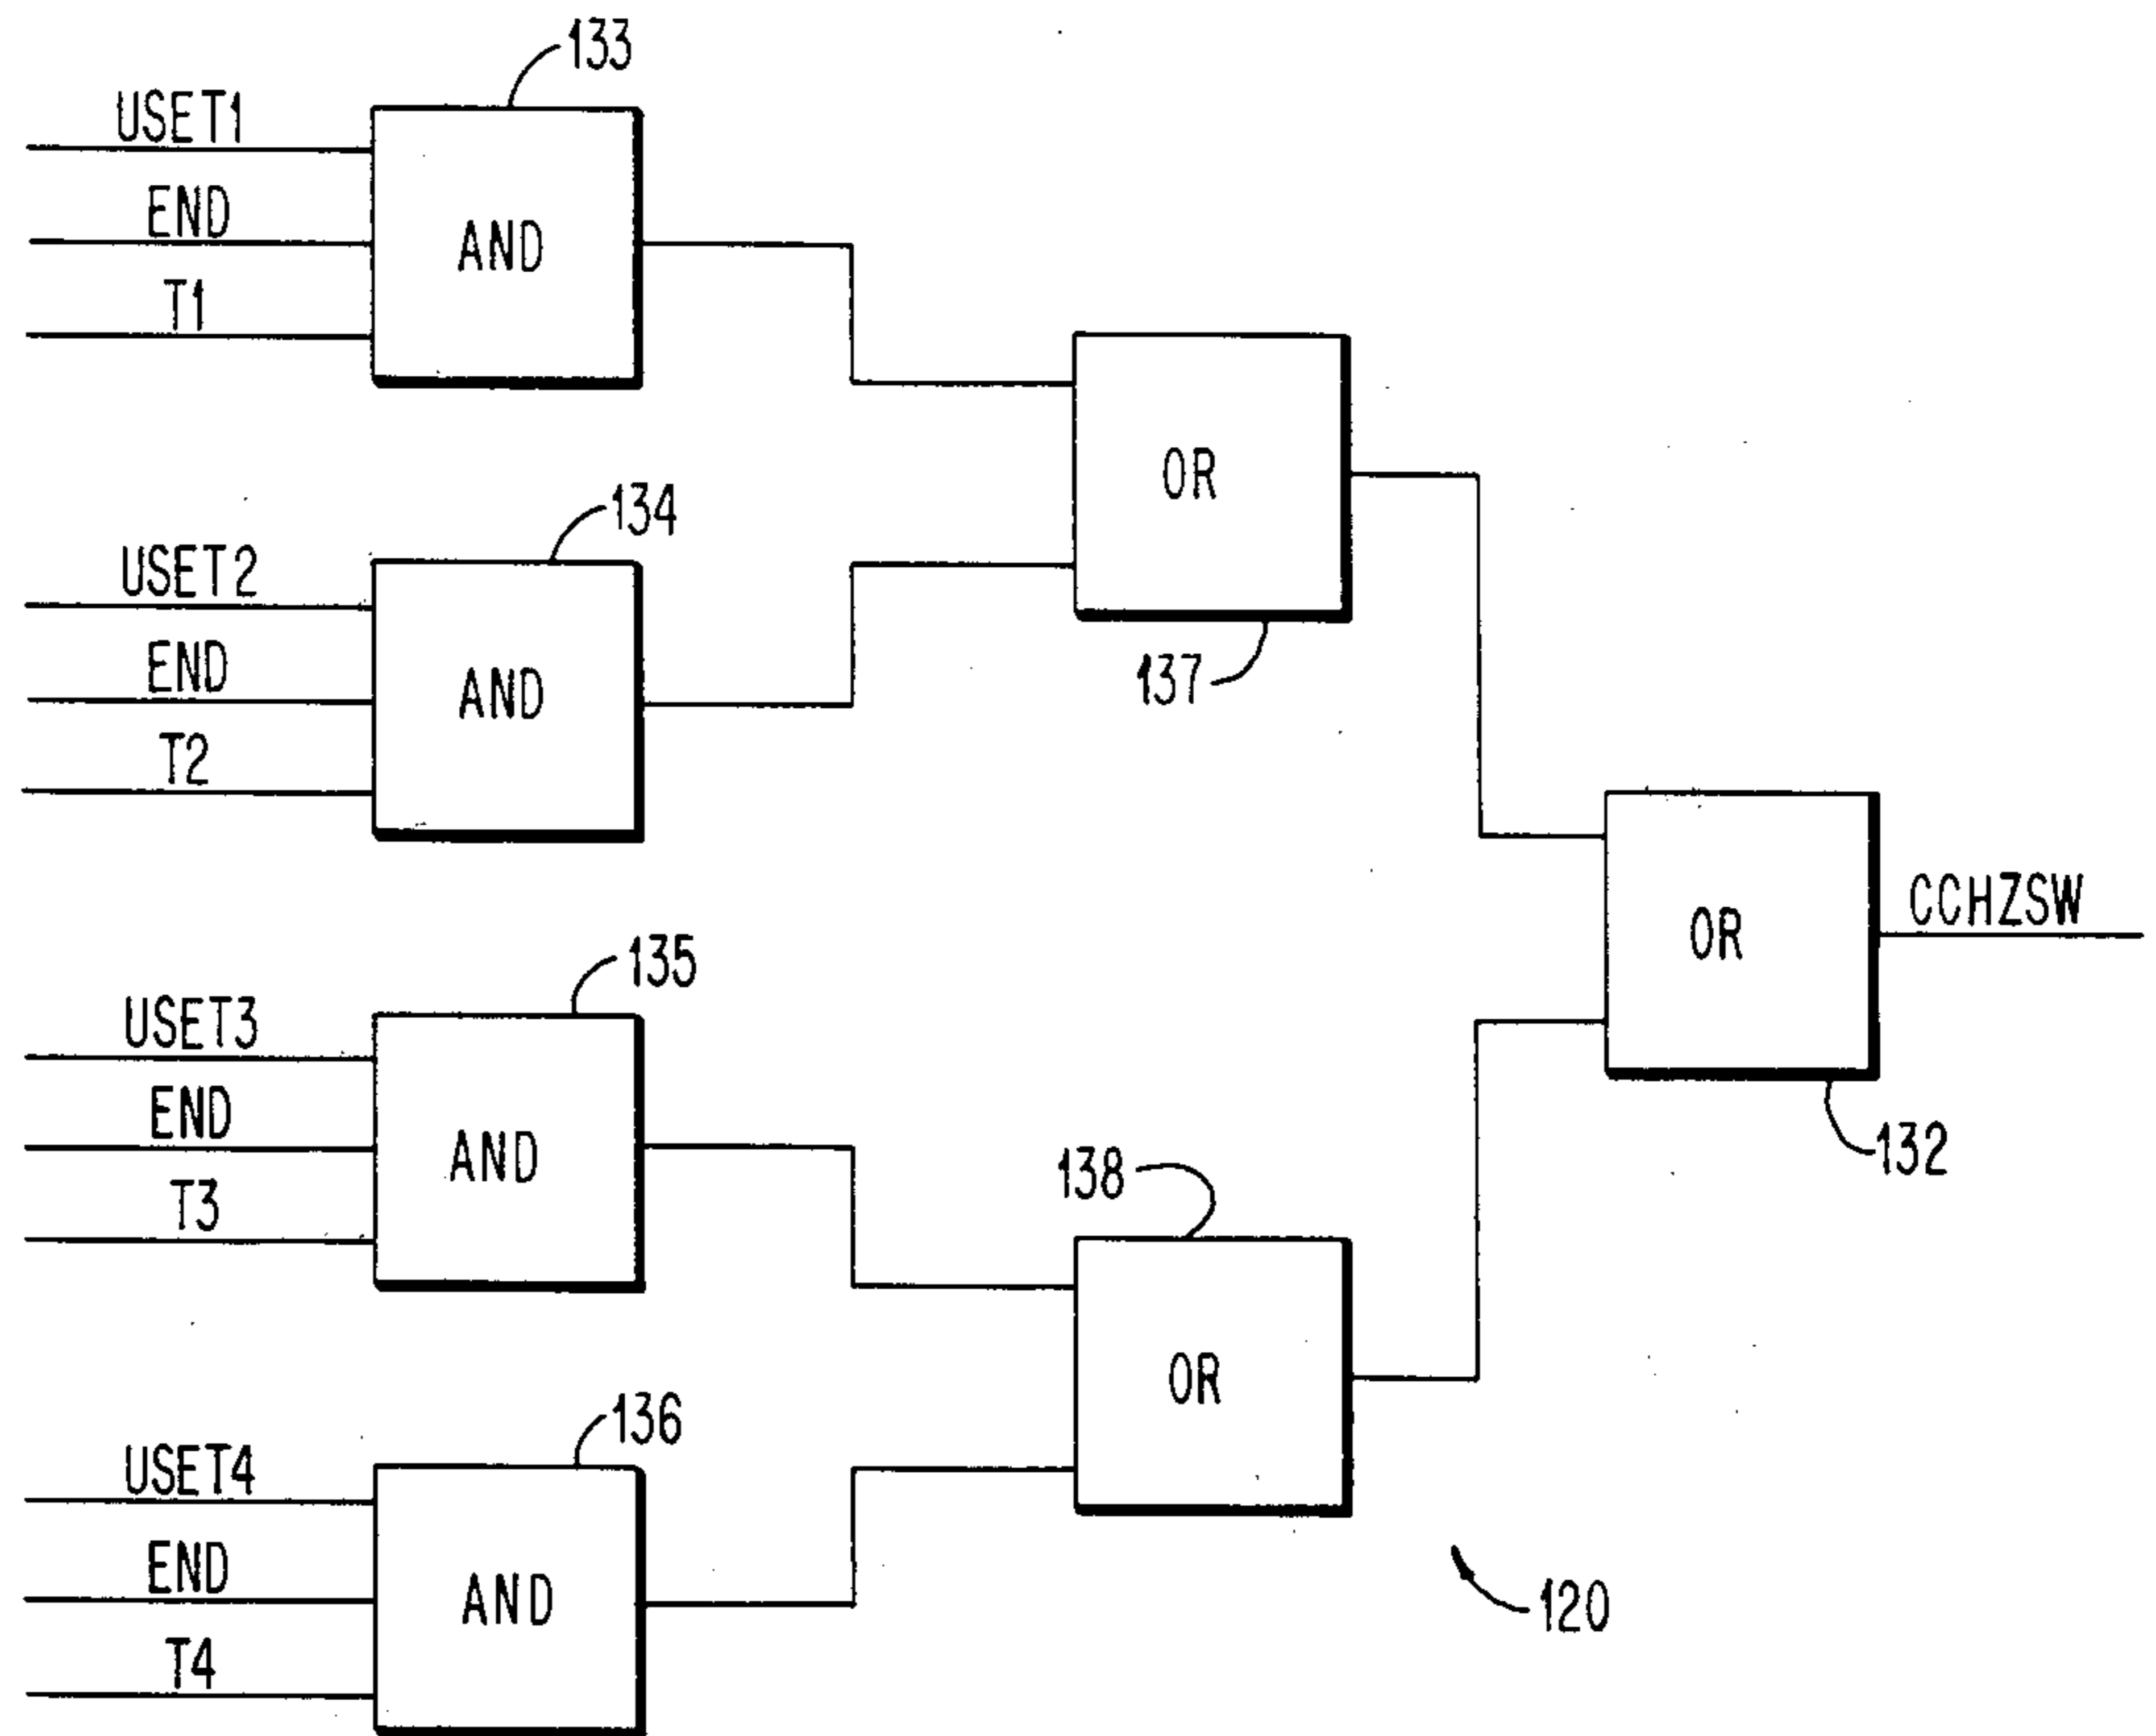 133
USET1
END
T1
AND
OR
137
134
USET2
END
T2
AND
OR
CCHZSW
132
135
USET3
END
T3
AND
138
OR
136
USET4
END
T4
AND
120